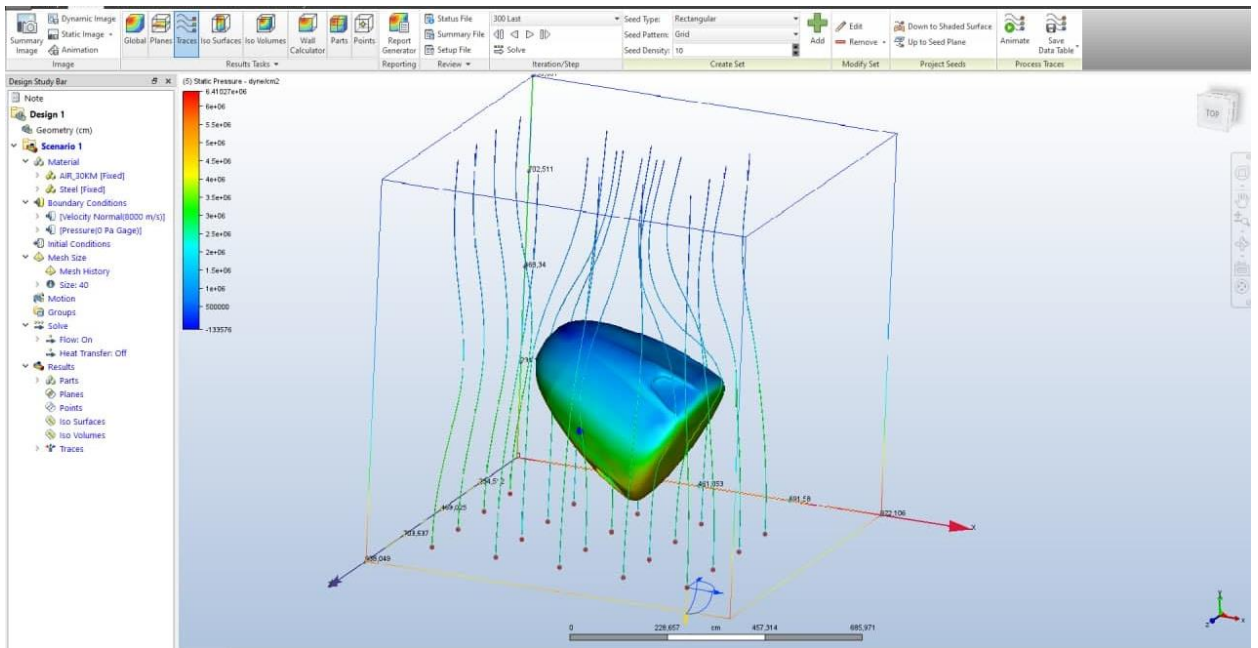 Summary Image
Dynamic Image
Static Image
Animation
Image
Global
Planes
Traces
Iso Surfaces
Iso Volumes
Wall Calculator
Parts
Points
Results Tasks
Report Generator
Reporting
Status File
Summary File
Setup File
Review
300 Last
Solve
Iteration/Step
Seed Type: Rectangular
Seed Pattern: Grid
Seed Density: 10
Create Set
Add
Edit
Remove
Modify Set
Down to Shaded Surface
Up to Seed Plane
Project Seeds
Animate
Save Data Table
Process Traces
Design Study Bar
Note
Design 1
Geometry (cm)
Scenario 1
Material
AIR_30KM [Fixed]
Steel [Fixed]
Boundary Conditions
[Velocity Normal(8000 m/s)]
[Pressure(0 Pa Gage)]
Initial Conditions
Mesh Size
Mesh History
Size: 40
Motion
Groups
Solve
Flow: On
Heat Transfer: Off
Results
Parts
Planes
Points
Iso Surfaces
Iso Volumes
Traces
(5) Static Pressure - dyne/cm2
6.41027e+06
6e+06
5.5e+06
5e+06
4.5e+06
4e+06
3.5e+06
3e+06
2.5e+06
2e+06
1.5e+06
1e+06
500000
-133576
TOP
702,511
703,537
461,053
922,106
X
0
228,657
cm
457,314
685,971
y
z
x